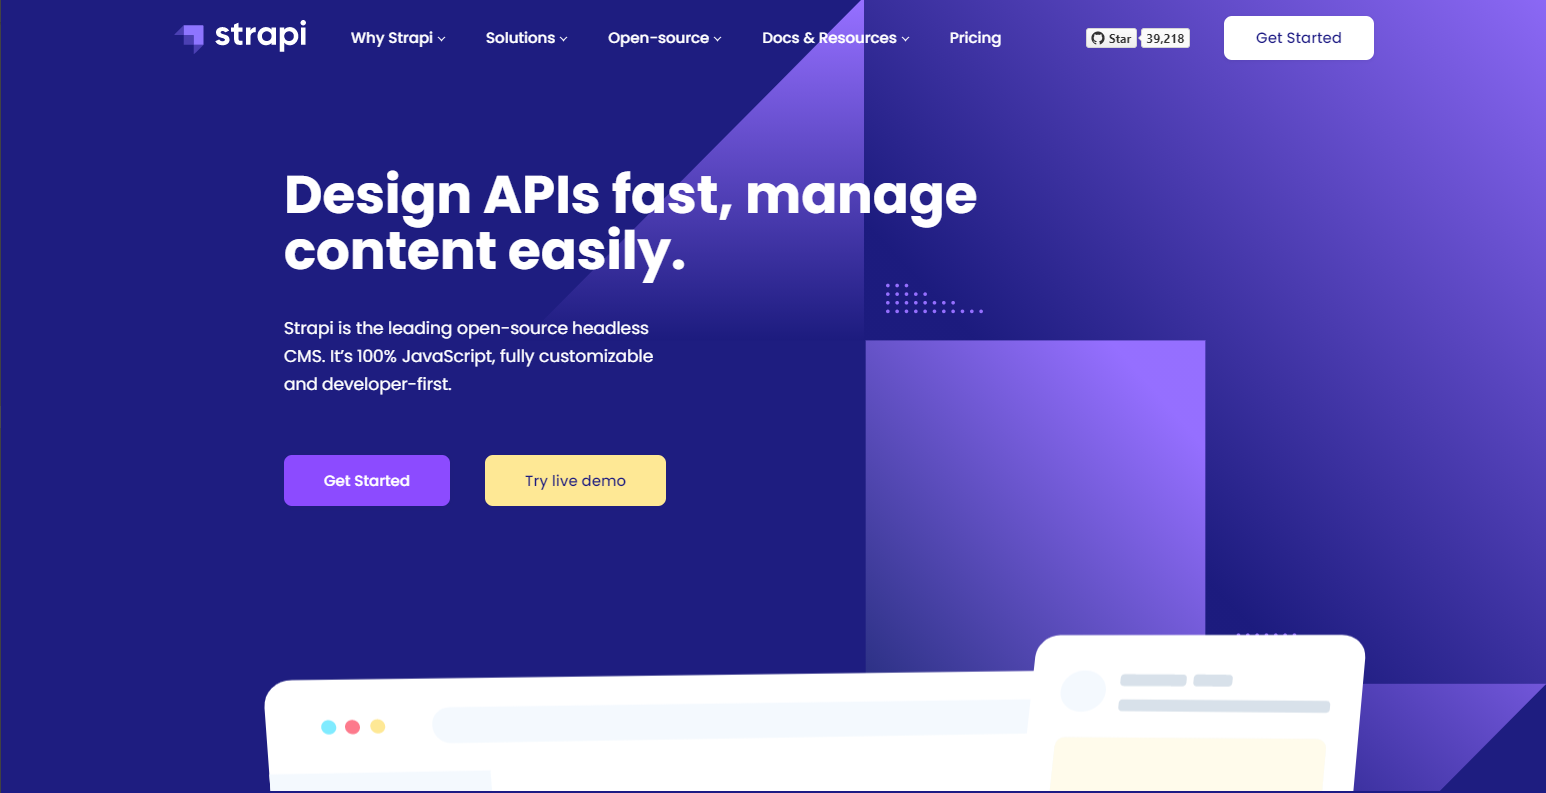 strapi
Why Strapi Solutions Open-source Docs & Resources Pricing Star 39,218 Get Started
Design APIs fast, manage
content easily.
Strapi is the leading open-source headless
CMS. It’s 100% JavaScript, fully customizable
and developer-first.
Get Started Try live demo